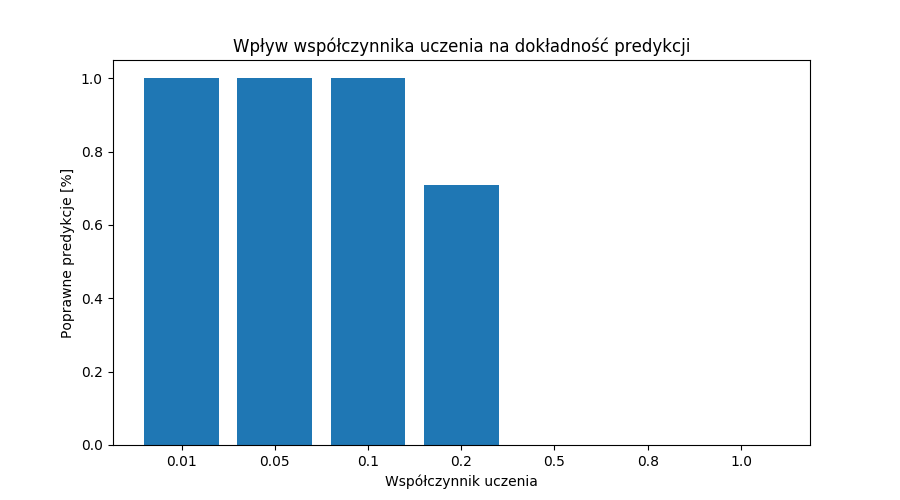 Wpływ współczynnika uczenia na dokładność predykcji
Poprawne predykcje [%]
1.0
0.8
0.6
0.4
0.2
0.0
0.01 0.05 0.1 0.2 0.5 0.8 1.0
Współczynnik uczenia